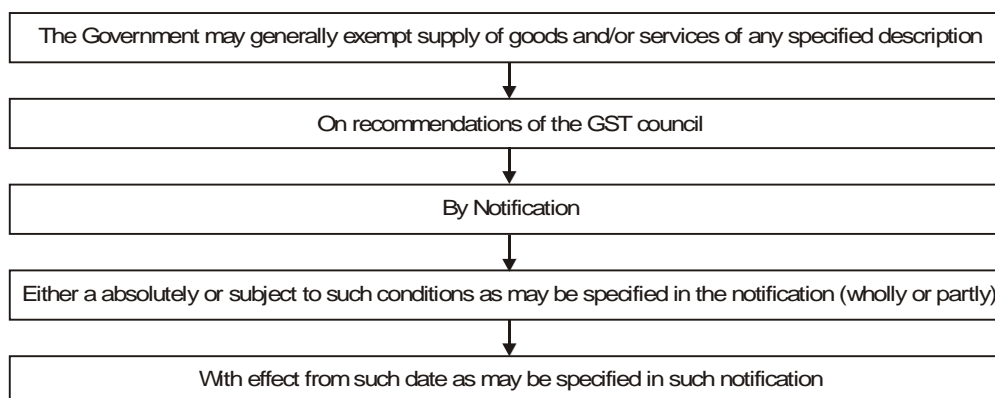 The Government may generally exempt supply of goods and/or services of any specified description
On recommendations of the GST council
By Notification
Either a absolutely or subject to such conditions as may be specified in the notification (wholly or partly)
With effect from such date as may be specified in such notification